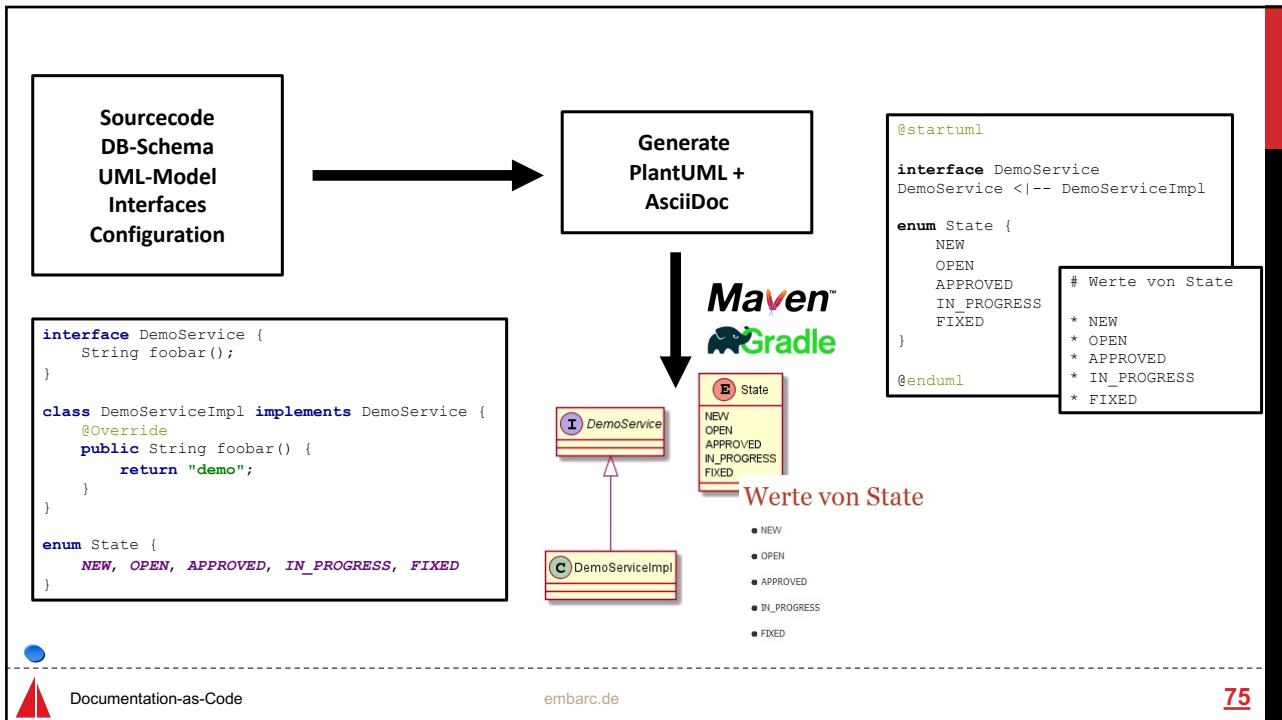 Sourcecode
DB-Schema
UML-Model
Interfaces
Configuration
Generate
PlantUML +
AsciiDoc
@startuml
interface DemoService
DemoService <|-- DemoServiceImpl
enum State {
    NEW
    OPEN
    APPROVED
    IN_PROGRESS
    FIXED
}
@enduml
# Werte von State
* NEW
* OPEN
* APPROVED
* IN_PROGRESS
* FIXED
Maven™
Gradle
interface DemoService {
    String foobar();
}
class DemoServiceImpl implements DemoService {
    @Override
    public String foobar() {
        return "demo";
    }
}
enum State {
    NEW, OPEN, APPROVED, IN_PROGRESS, FIXED
}
I DemoService
C DemoServiceImpl
E State
NEW
OPEN
APPROVED
IN_PROGRESS
FIXED
Werte von State
● NEW
● OPEN
● APPROVED
● IN_PROGRESS
● FIXED
Documentation-as-Code
embarc.de
75